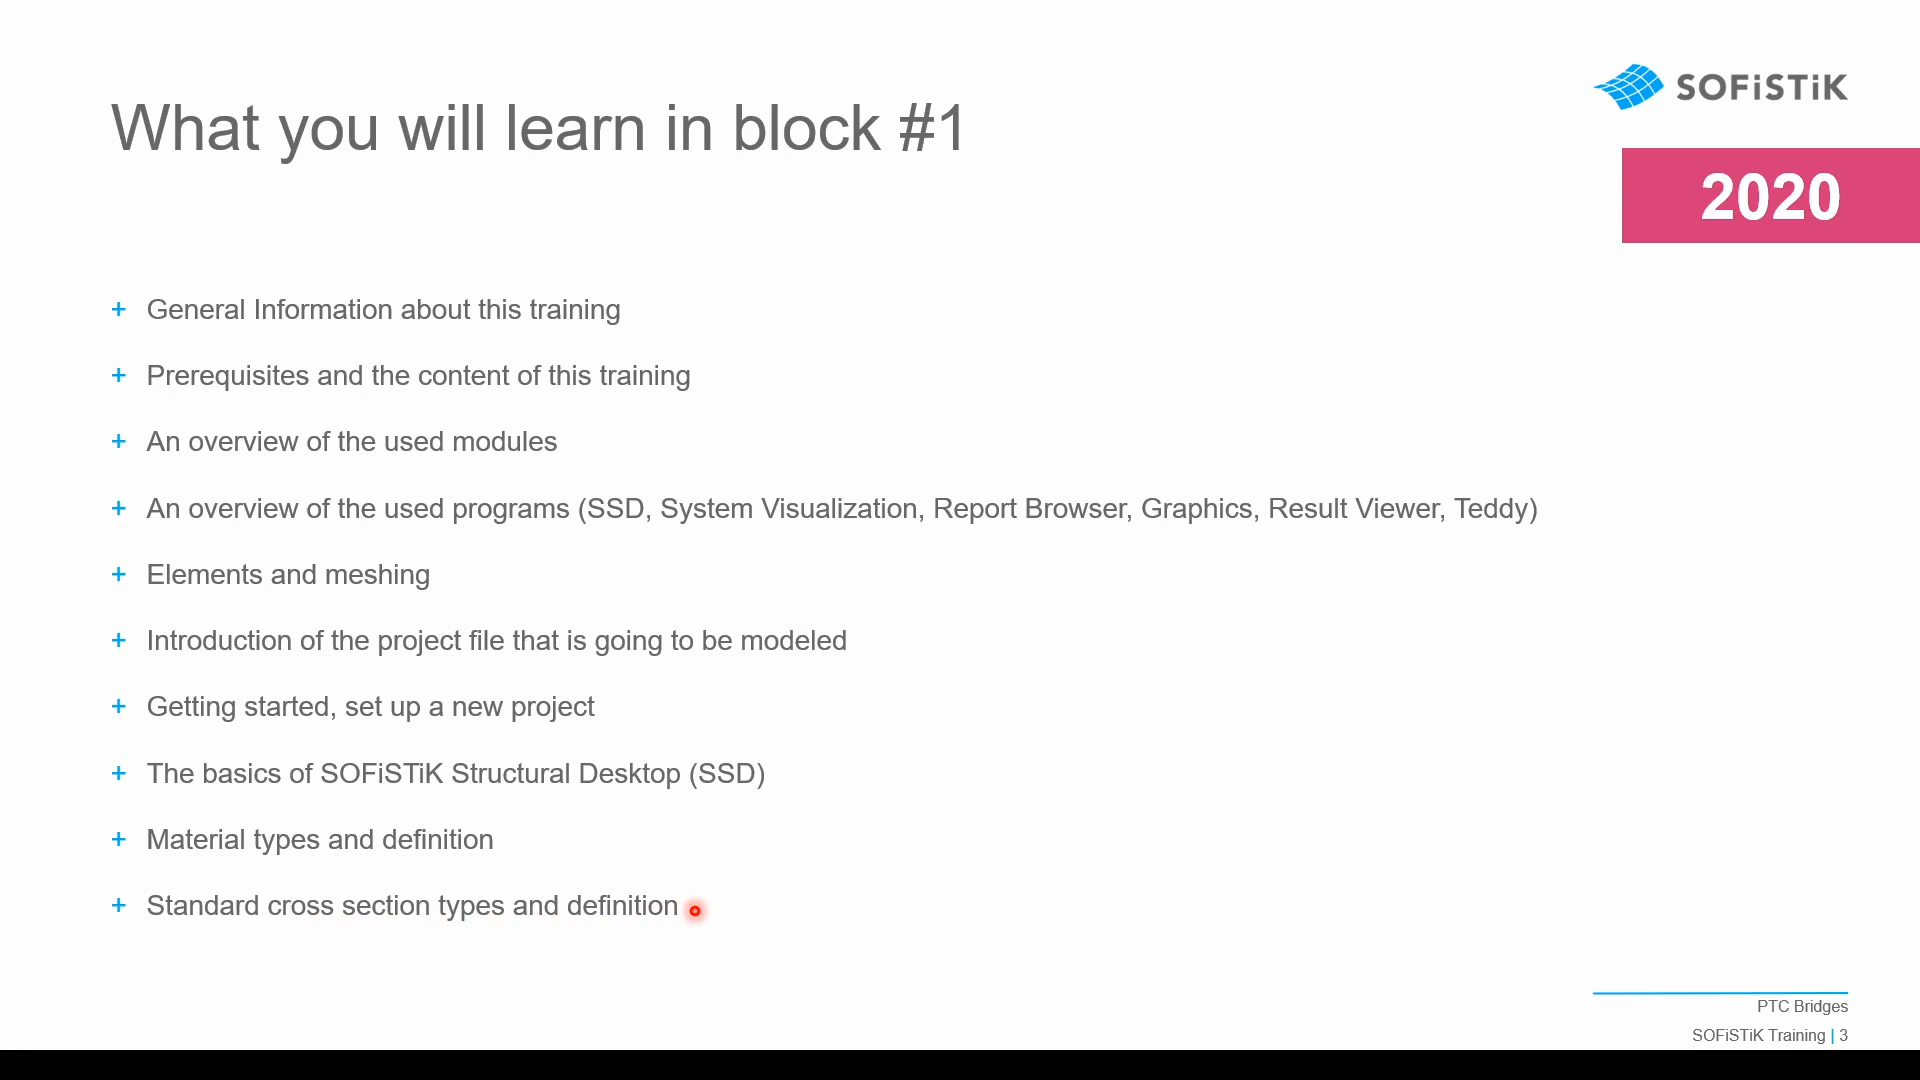 What you will learn in block #1
SOFiSTiK
2020
+ General Information about this training
+ Prerequisites and the content of this training
+ An overview of the used modules
+ An overview of the used programs (SSD, System Visualization, Report Browser, Graphics, Result Viewer, Teddy)
+ Elements and meshing
+ Introduction of the project file that is going to be modeled
+ Getting started, set up a new project
+ The basics of SOFiSTiK Structural Desktop (SSD)
+ Material types and definition
+ Standard cross section types and definition
PTC Bridges
SOFiSTiK Training | 3